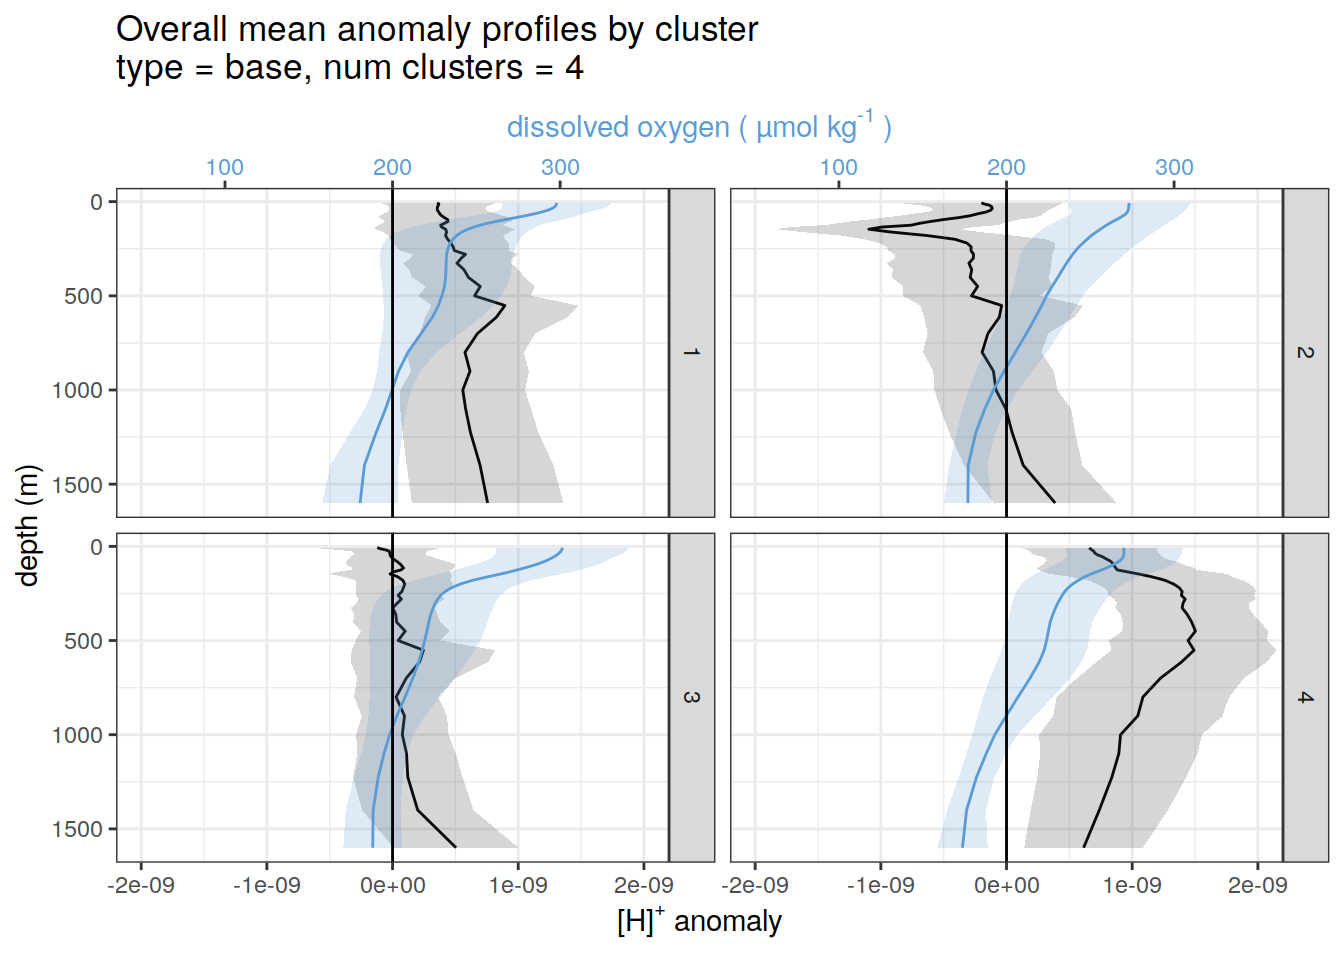 Overall mean anomaly profiles by cluster
type = base, num clusters = 4
dissolved oxygen ( µmol kg⁻¹ )
100 200 300 100 200 300
0
500
1000
1500
1
2
depth (m)
0
500
1000
1500
3
4
-2e-09 -1e-09 0e+00 1e-09 2e-09 -2e-09 -1e-09 0e+00 1e-09 2e-09
[H]⁺ anomaly